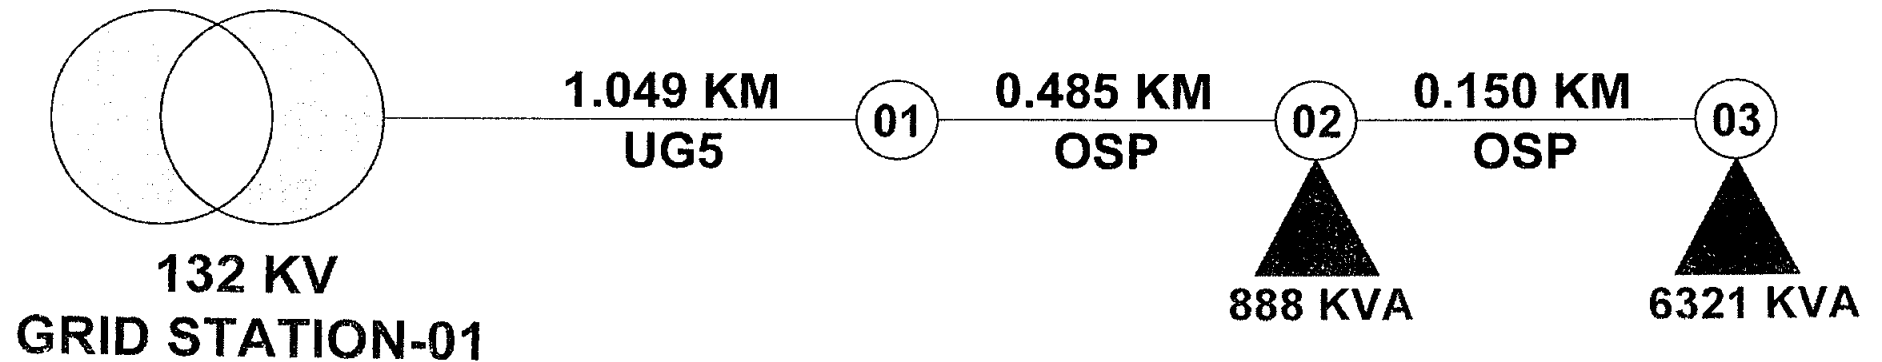 1.049 KM
UG5
01
0.485 KM
OSP
02
0.150 KM
OSP
03
132 KV
GRID STATION-01
888 KVA
6321 KVA